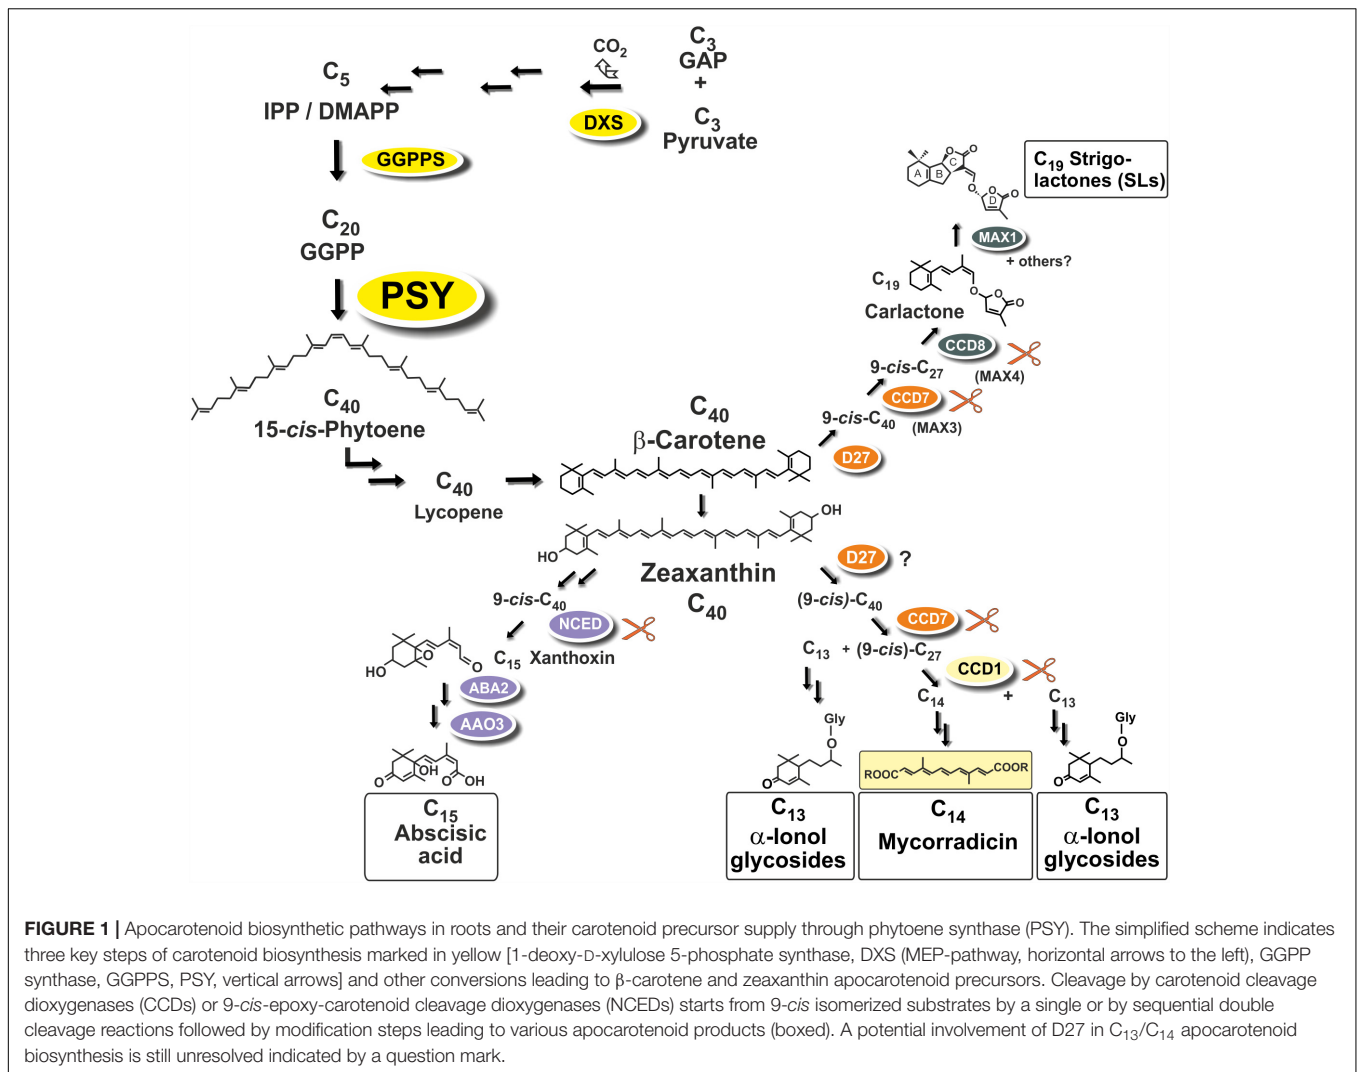 CO2
C3
GAP
+
C3
Pyruvate
DXS
C5
IPP / DMAPP
GGPPS
C20
GGPP
PSY
C40
15-cis-Phytoene
C40
Lycopene
C40
β-Carotene
D27
9-cis-C40
CCD7
(MAX3)
9-cis-C27
CCD8
(MAX4)
C19
Carlactone
O
O
O
MAX1
+ others?
A
B
C
D
O
O
O
O
O
C19 Strigo-
lactones (SLs)
OH
HO
Zeaxanthin
C40
9-cis-C40
NCED
C15 Xanthoxin
HO
O
O
ABA2
AAO3
O
OH
O
OH
C15
Abscisic
acid
D27 ?
(9-cis)-C40
CCD7
C13 + (9-cis)-C27
CCD1
C14 + C13
Gly
O
O
ROOC
COOR
Gly
O
O
C13
α-Ionol
glycosides
C14
Mycorradicin
C13
α-Ionol
glycosides
FIGURE 1 | Apocarotenoid biosynthetic pathways in roots and their carotenoid precursor supply through phytoene synthase (PSY). The simplified scheme indicates
three key steps of carotenoid biosynthesis marked in yellow [1-deoxy-D-xylulose 5-phosphate synthase, DXS (MEP-pathway, horizontal arrows to the left), GGPP
synthase, GGPPS, PSY, vertical arrows] and other conversions leading to β-carotene and zeaxanthin apocarotenoid precursors. Cleavage by carotenoid cleavage
dioxygenases (CCDs) or 9-cis-epoxy-carotenoid cleavage dioxygenases (NCEDs) starts from 9-cis isomerized substrates by a single or by sequential double
cleavage reactions followed by modification steps leading to various apocarotenoid products (boxed). A potential involvement of D27 in C13/C14 apocarotenoid
biosynthesis is still unresolved indicated by a question mark.